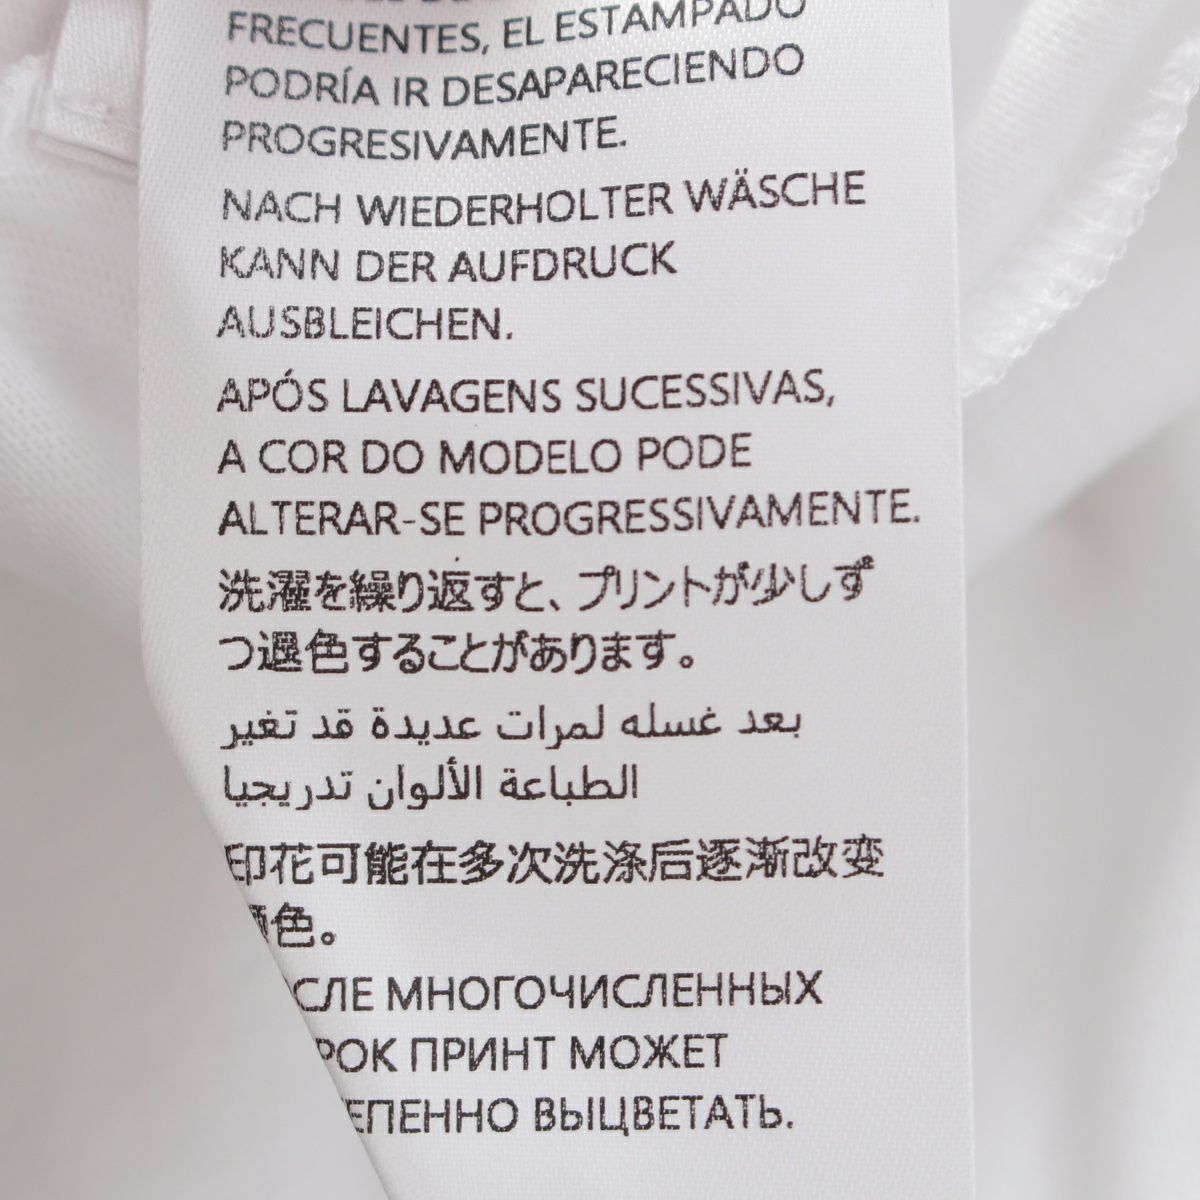 FRECUENTES, EL ESTAMPADO
PODRÍA IR DESAPARECIENDO
PROGRESIVAMENTE.
NACH WIEDERHOLTER WÄSCHE
KANN DER AUFDRUCK
AUSBLEICHEN.
APÓS LAVAGENS SUCESSIVAS,
A COR DO MODELO PODE
ALTERAR-SE PROGRESSIVAMENTE.
洗濯を繰り返すと、プリントが少しず
つ退色することがあります。
بعد غسله لمرات عديدة قد تغير
الطباعة الألوان تدريجيا
印花可能在多次洗涤后逐渐改变
色。
МНОГОЧИСЛЕННЫХ
ПРИНТ МОЖЕТ
ВЫЦВЕТАТЬ.